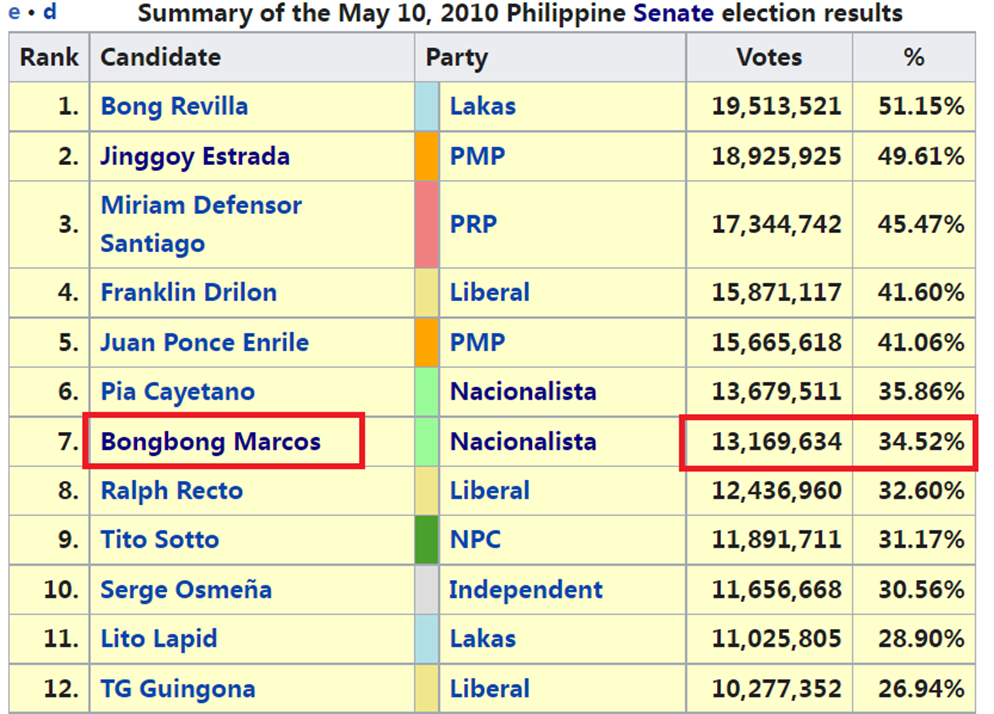 e • d Summary of the May 10, 2010 Philippine Senate election results
Rank Candidate Party Votes %
1. Bong Revilla Lakas 19,513,521 51.15%
2. Jinggoy Estrada PMP 18,925,925 49.61%
3. Miriam Defensor Santiago PRP 17,344,742 45.47%
4. Franklin Drilon Liberal 15,871,117 41.60%
5. Juan Ponce Enrile PMP 15,665,618 41.06%
6. Pia Cayetano Nacionalista 13,679,511 35.86%
7. Bongbong Marcos Nacionalista 13,169,634 34.52%
8. Ralph Recto Liberal 12,436,960 32.60%
9. Tito Sotto NPC 11,891,711 31.17%
10. Serge Osmeña Independent 11,656,668 30.56%
11. Lito Lapid Lakas 11,025,805 28.90%
12. TG Guingona Liberal 10,277,352 26.94%